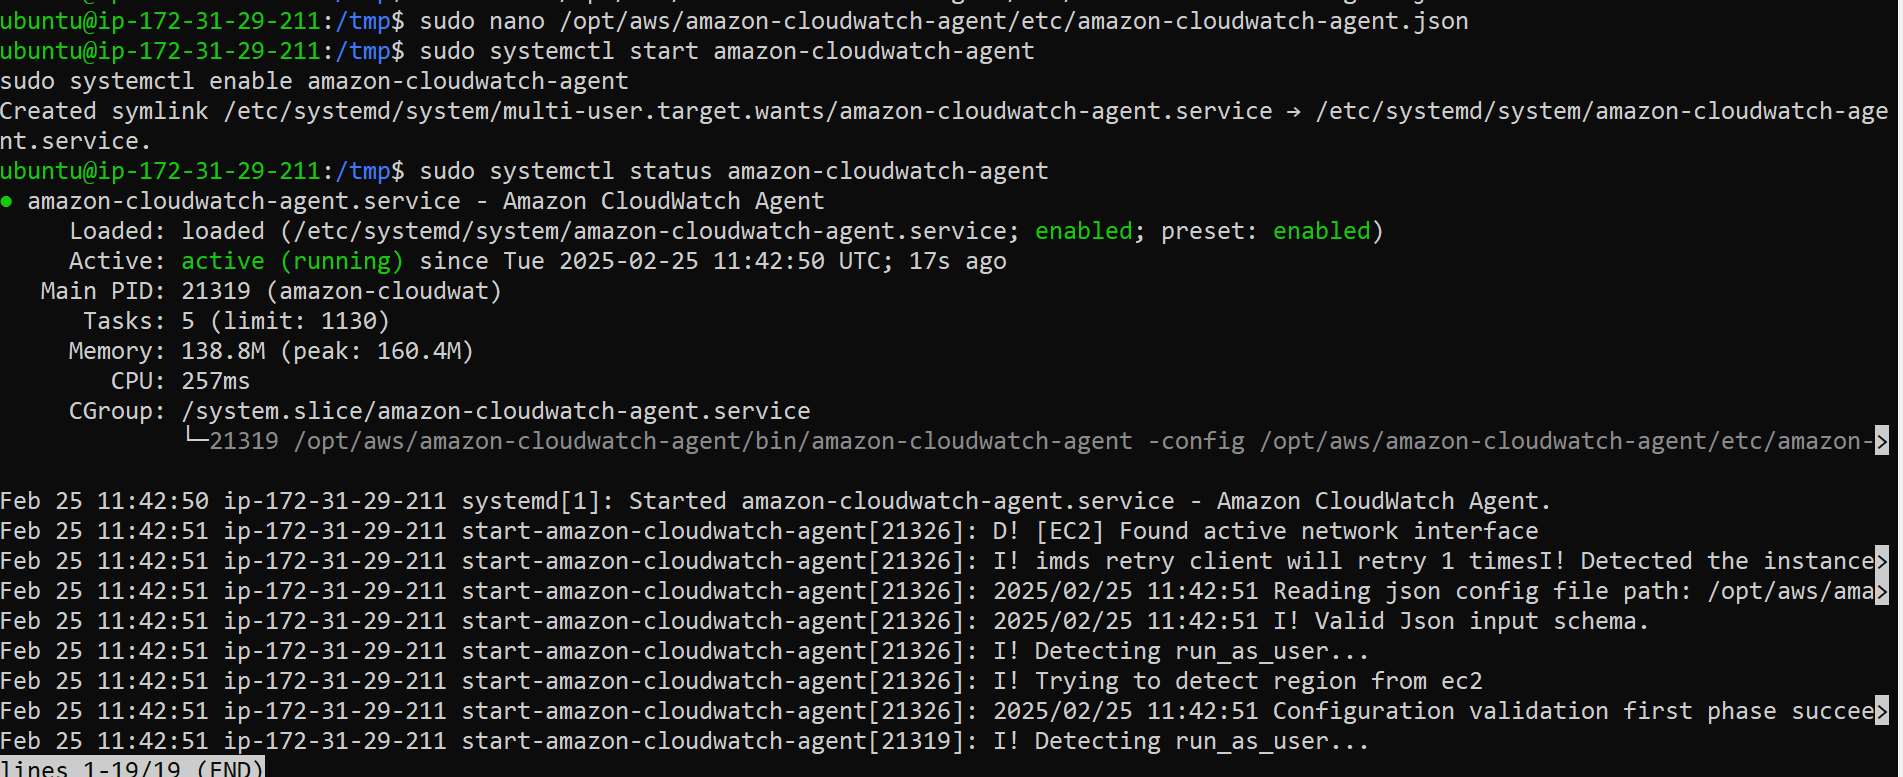 ubuntu@ip-172-31-29-211:/tmp$ sudo nano /opt/aws/amazon-cloudwatch-agent/etc/amazon-cloudwatch-agent.json
ubuntu@ip-172-31-29-211:/tmp$ sudo systemctl start amazon-cloudwatch-agent
sudo systemctl enable amazon-cloudwatch-agent
Created symlink /etc/systemd/system/multi-user.target.wants/amazon-cloudwatch-agent.service → /etc/systemd/system/amazon-cloudwatch-age
nt.service.
ubuntu@ip-172-31-29-211:/tmp$ sudo systemctl status amazon-cloudwatch-agent
● amazon-cloudwatch-agent.service - Amazon CloudWatch Agent
     Loaded: loaded (/etc/systemd/system/amazon-cloudwatch-agent.service; enabled; preset: enabled)
     Active: active (running) since Tue 2025-02-25 11:42:50 UTC; 17s ago
   Main PID: 21319 (amazon-cloudwat)
      Tasks: 5 (limit: 1130)
     Memory: 138.8M (peak: 160.4M)
        CPU: 257ms
     CGroup: /system.slice/amazon-cloudwatch-agent.service
             └─21319 /opt/aws/amazon-cloudwatch-agent/bin/amazon-cloudwatch-agent -config /opt/aws/amazon-cloudwatch-agent/etc/amazon->
Feb 25 11:42:50 ip-172-31-29-211 systemd[1]: Started amazon-cloudwatch-agent.service - Amazon CloudWatch Agent.
Feb 25 11:42:51 ip-172-31-29-211 start-amazon-cloudwatch-agent[21326]: D! [EC2] Found active network interface
Feb 25 11:42:51 ip-172-31-29-211 start-amazon-cloudwatch-agent[21326]: I! imds retry client will retry 1 timesI! Detected the instance>
Feb 25 11:42:51 ip-172-31-29-211 start-amazon-cloudwatch-agent[21326]: 2025/02/25 11:42:51 Reading json config file path: /opt/aws/ama>
Feb 25 11:42:51 ip-172-31-29-211 start-amazon-cloudwatch-agent[21326]: 2025/02/25 11:42:51 I! Valid Json input schema.
Feb 25 11:42:51 ip-172-31-29-211 start-amazon-cloudwatch-agent[21326]: I! Detecting run_as_user...
Feb 25 11:42:51 ip-172-31-29-211 start-amazon-cloudwatch-agent[21326]: I! Trying to detect region from ec2
Feb 25 11:42:51 ip-172-31-29-211 start-amazon-cloudwatch-agent[21326]: 2025/02/25 11:42:51 Configuration validation first phase succee>
Feb 25 11:42:51 ip-172-31-29-211 start-amazon-cloudwatch-agent[21319]: I! Detecting run_as_user...
lines 1-19/19 (END)